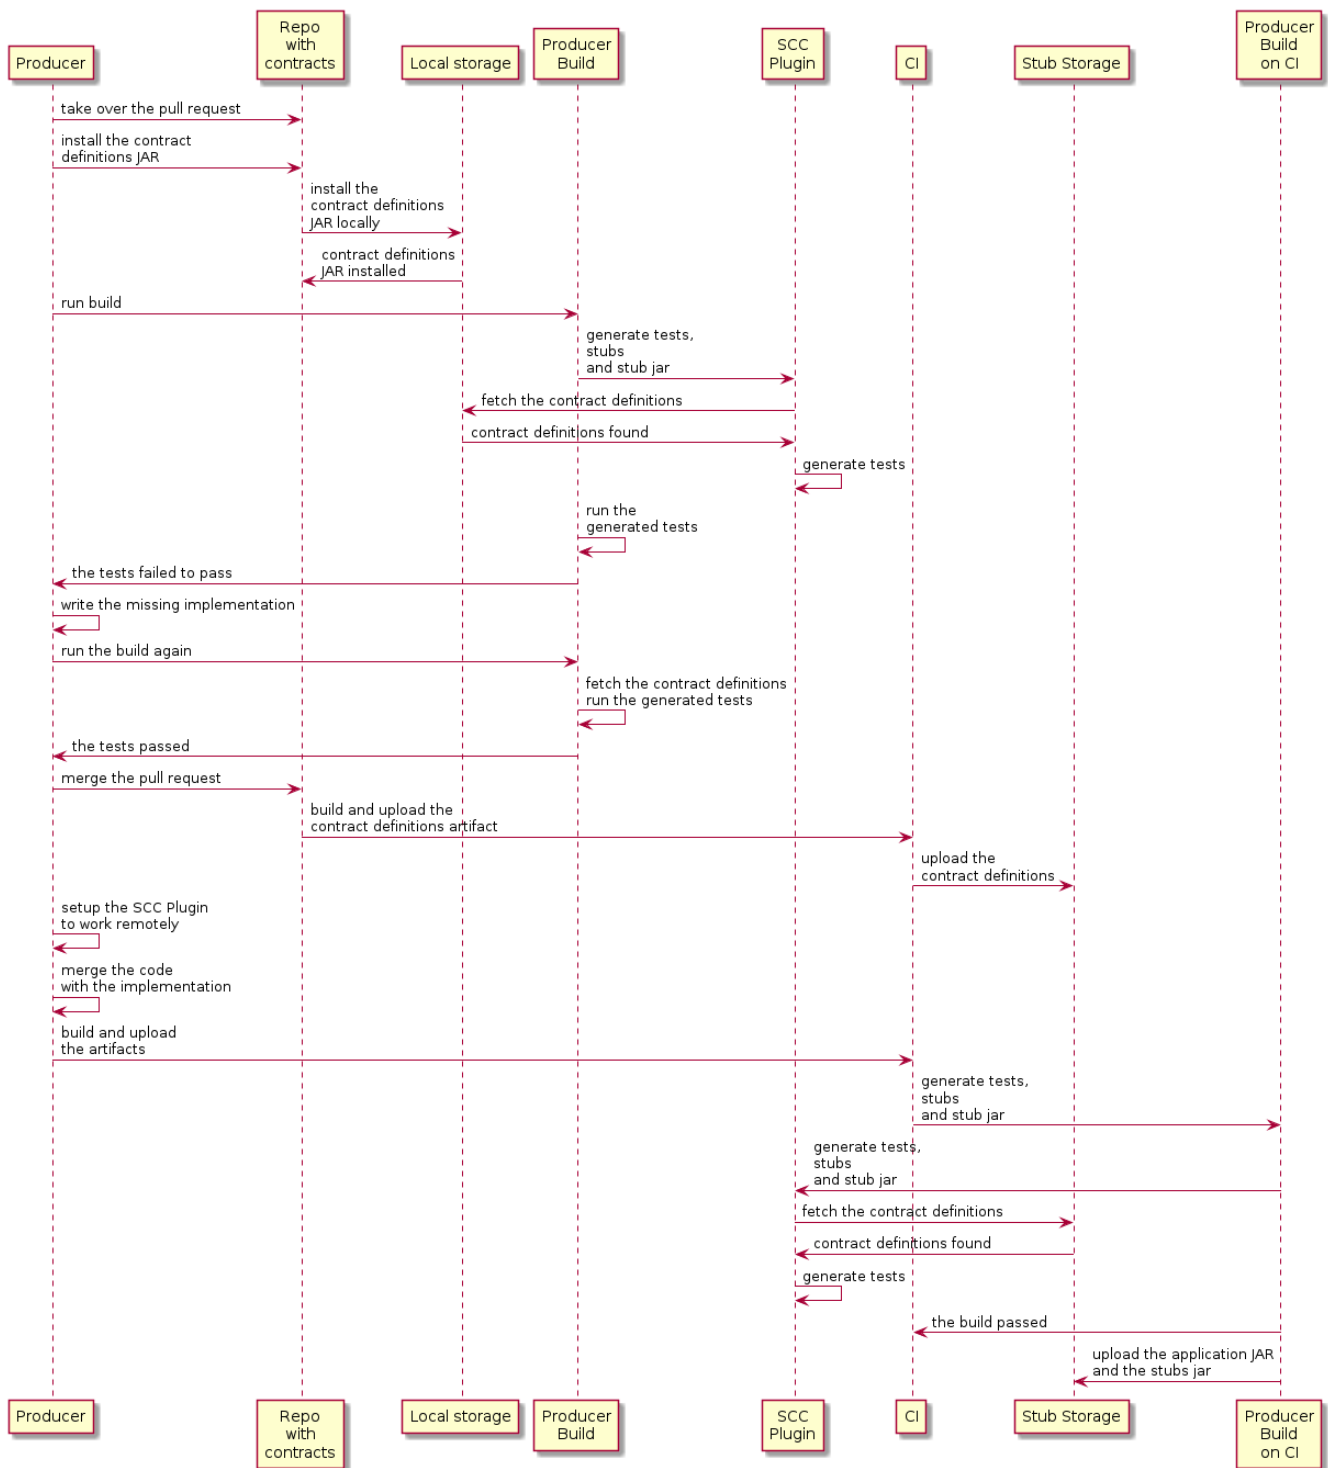 Producer
Repo
with
contracts
Local storage
Producer
Build
SCC
Plugin
CI
Stub Storage
Producer
Build
on CI
take over the pull request
install the contract
definitions JAR
install the
contract definitions
JAR locally
contract definitions
JAR installed
run build
generate tests,
stubs
and stub jar
fetch the contract definitions
contract definitions found
generate tests
run the
generated tests
the tests failed to pass
write the missing implementation
run the build again
fetch the contract definitions
run the generated tests
the tests passed
merge the pull request
build and upload the
contract definitions artifact
upload the
contract definitions
setup the SCC Plugin
to work remotely
merge the code
with the implementation
build and upload
the artifacts
generate tests,
stubs
and stub jar
generate tests,
stubs
and stub jar
fetch the contract definitions
contract definitions found
generate tests
the build passed
upload the application JAR
and the stubs jar
Producer
Repo
with
contracts
Local storage
Producer
Build
SCC
Plugin
CI
Stub Storage
Producer
Build
on CI